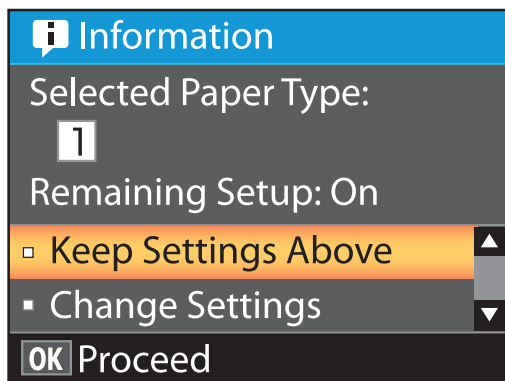 Information
Selected Paper Type:
1
Remaining Setup: On
Keep Settings Above
Change Settings
OK Proceed